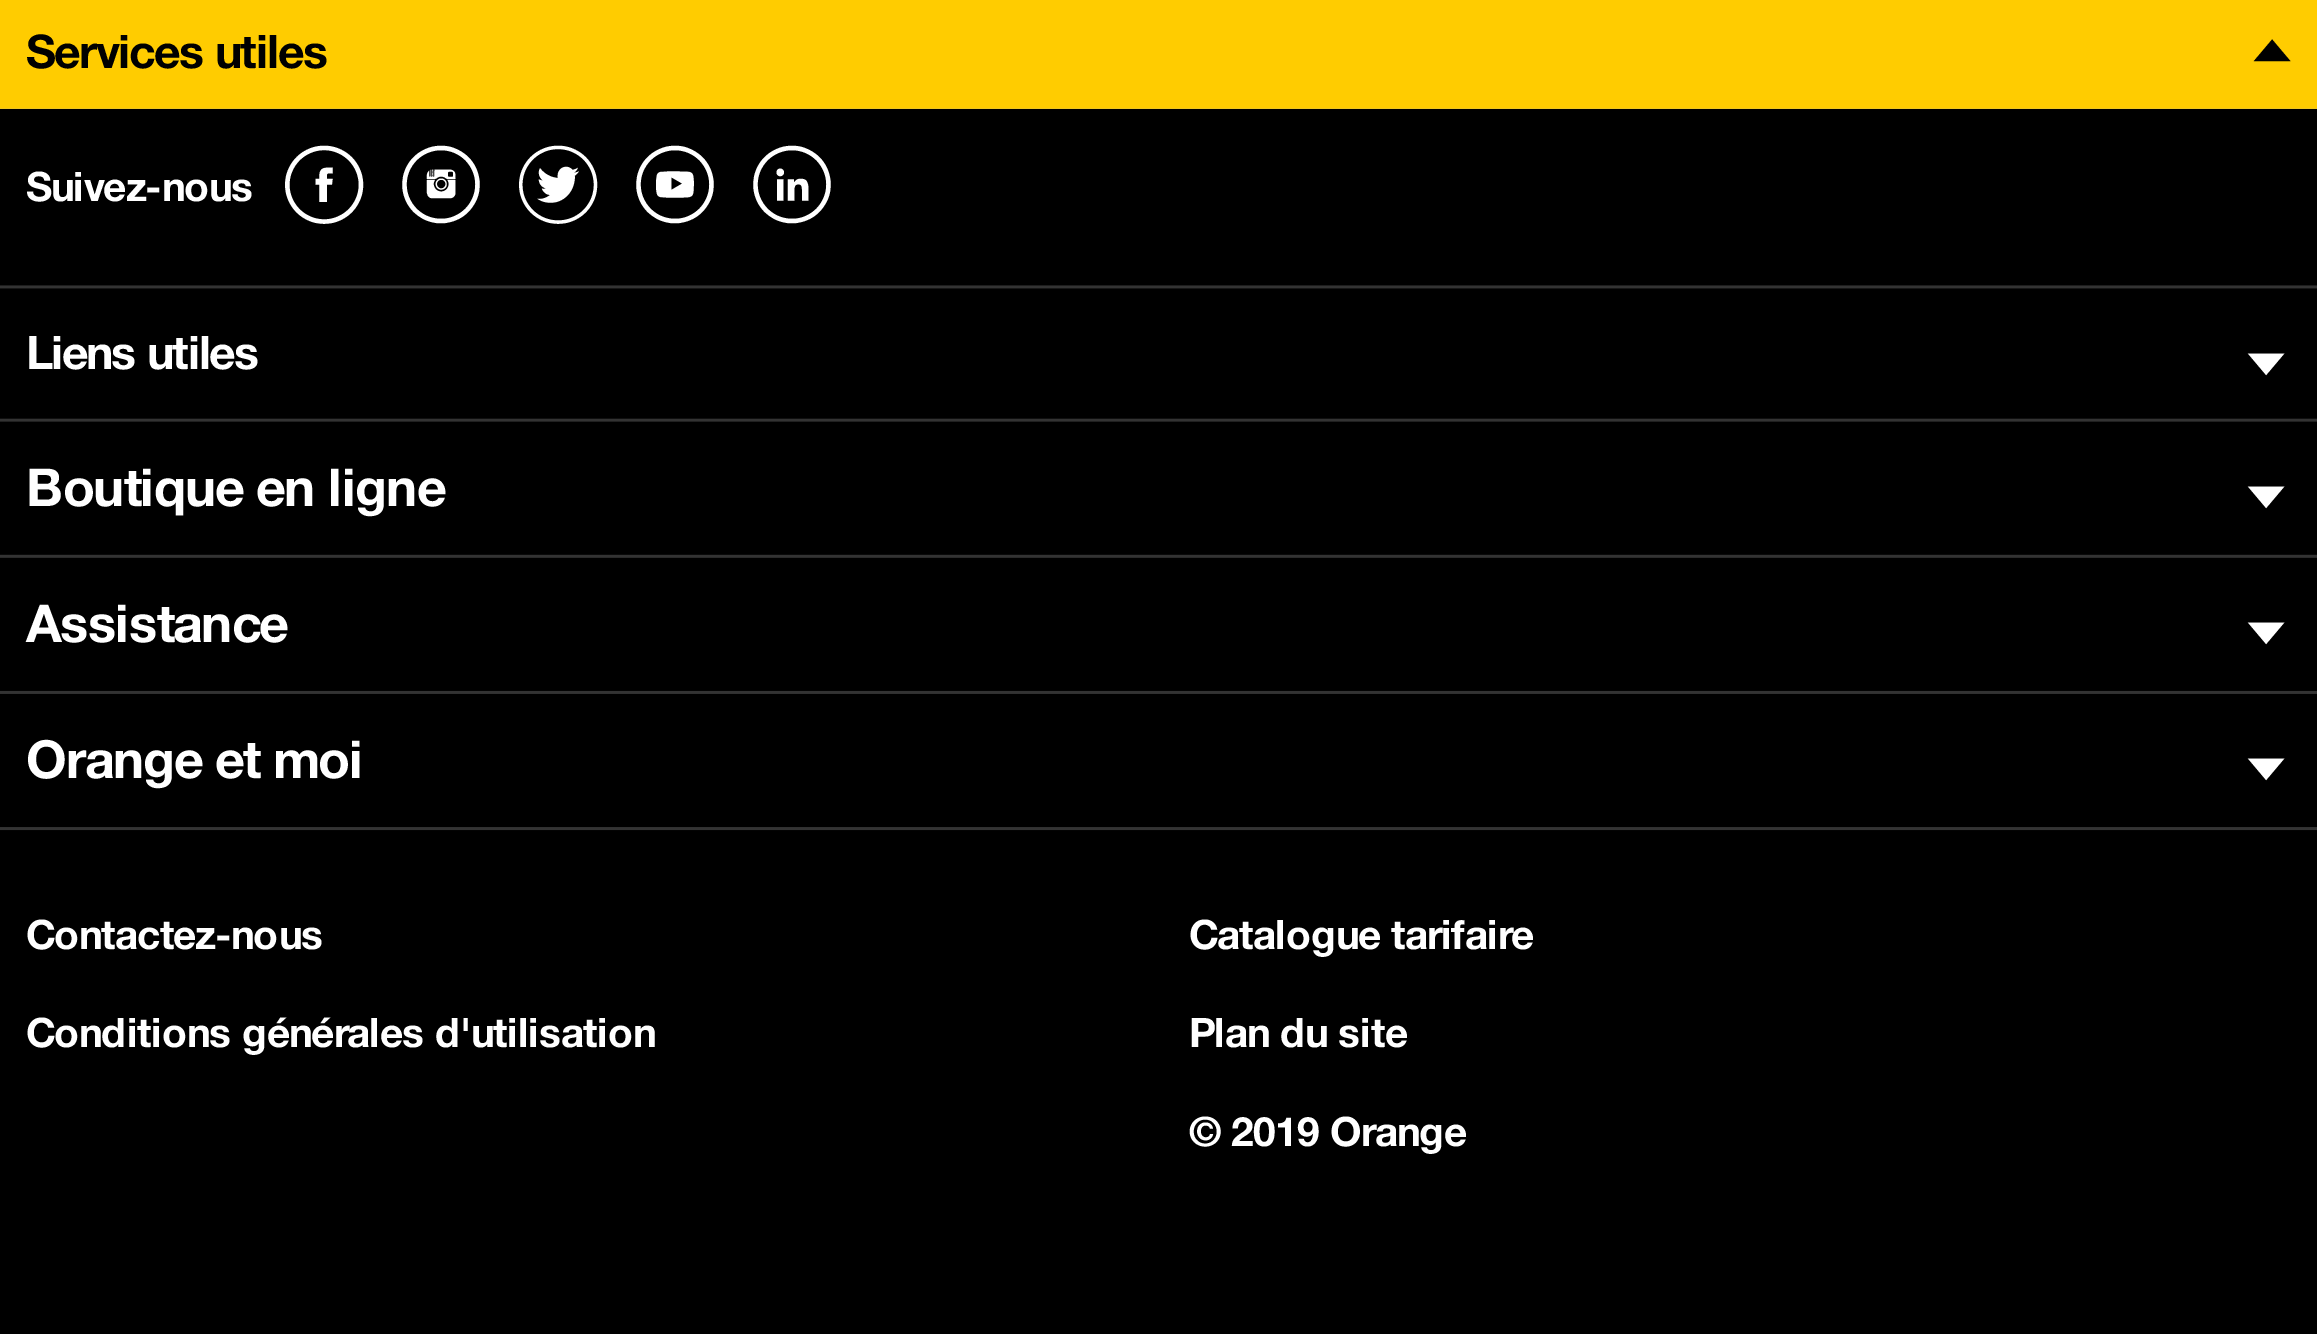 Services utiles
Suivez-nous
Liens utiles
Boutique en ligne
Assistance
Orange et moi
Contactez-nous
Catalogue tarifaire
Conditions générales d'utilisation
Plan du site
© 2019 Orange